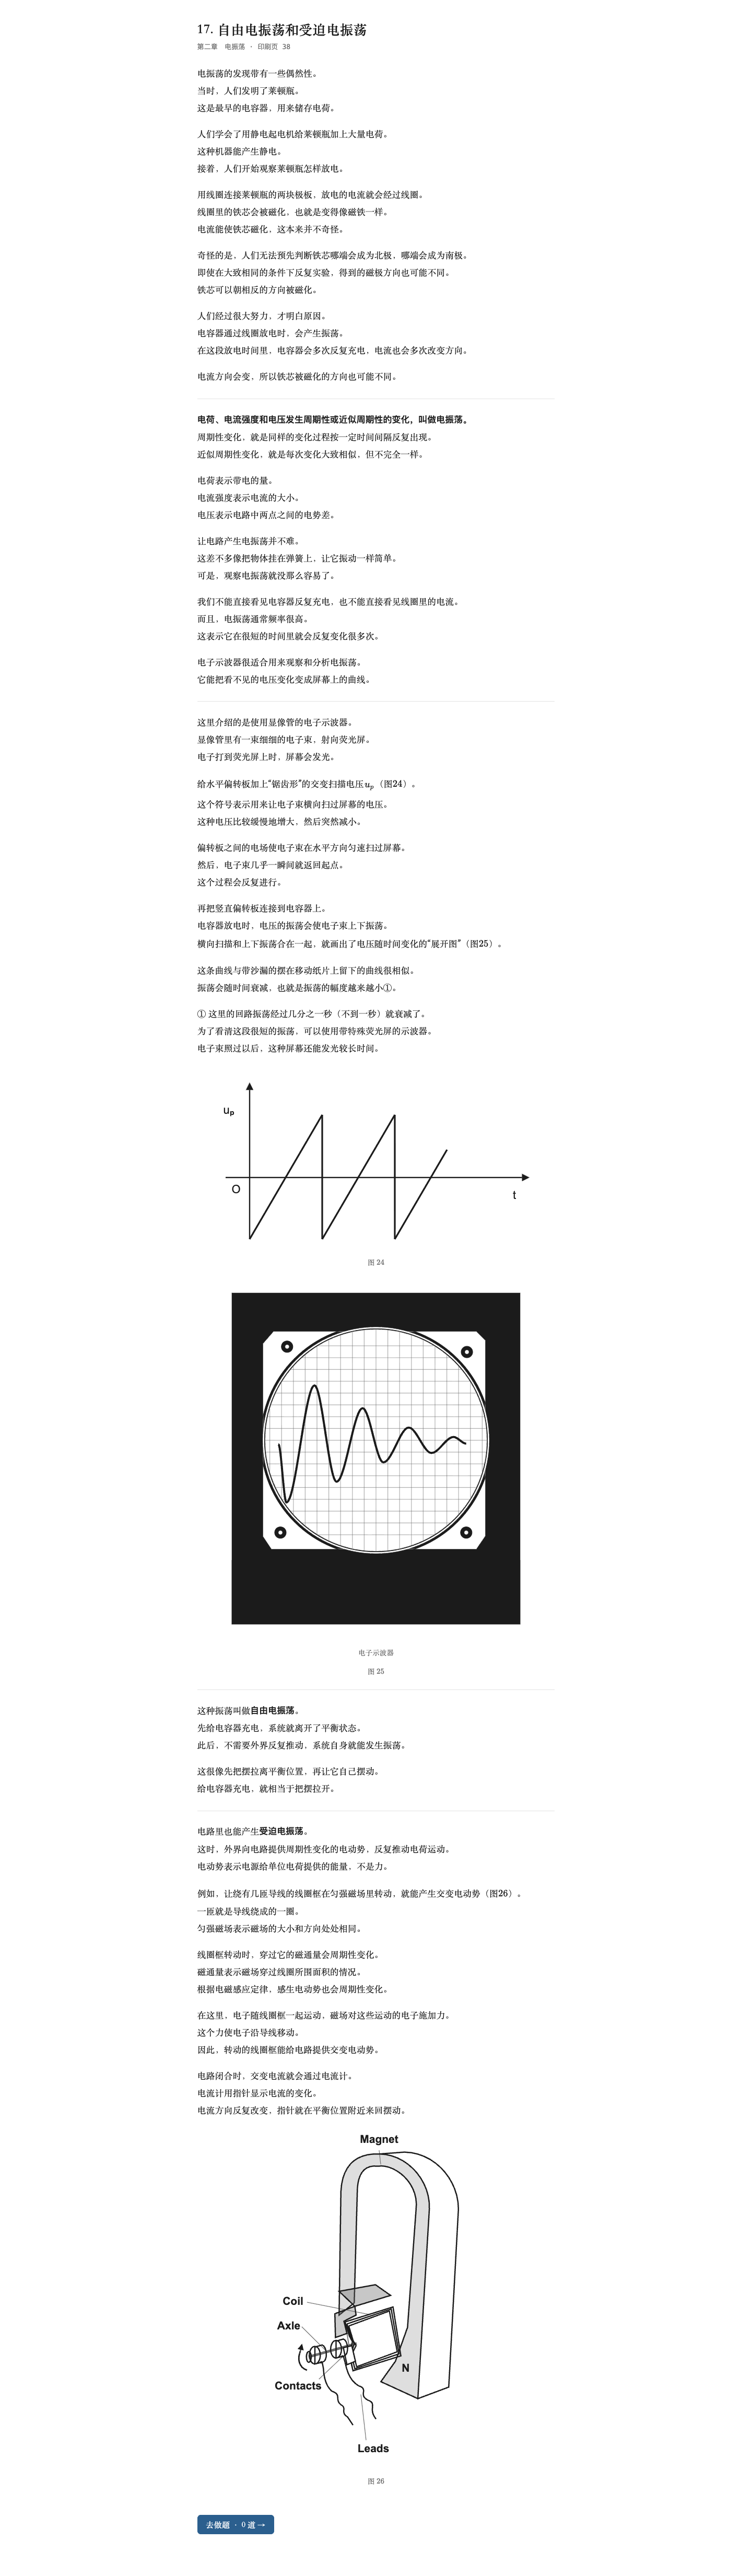 17. 自由电振荡和受迫电振荡
第二章 电振荡 · 印刷页 38
电振荡的发现带有一些偶然性。
当时，人们发明了莱顿瓶。
这是最早的电容器，用来储存电荷。
人们学会了用静电起电机给莱顿瓶加上大量电荷。
这种机器能产生静电。
接着，人们开始观察莱顿瓶怎样放电。
用线圈连接莱顿瓶的两块极板，放电的电流就会经过线圈。
线圈里的铁芯会被磁化，也就是变得像磁铁一样。
电流能使铁芯磁化，这本来并不奇怪。
奇怪的是，人们无法预先判断铁芯哪端会成为北极，哪端会成为南极。
即使在大致相同的条件下反复实验，得到的磁极方向也可能不同。
铁芯可以朝相反的方向被磁化。
人们经过很大努力，才明白原因。
电容器通过线圈放电时，会产生振荡。
在这段放电时间里，电容器会多次反复充电，电流也会多次改变方向。
电流方向会变，所以铁芯被磁化的方向也可能不同。
电荷、电流强度和电压发生周期性或近似周期性的变化，叫做电振荡。
周期性变化，就是同样的变化过程按一定时间间隔反复出现。
近似周期性变化，就是每次变化大致相似，但不完全一样。
电荷表示带电的量。
电流强度表示电流的大小。
电压表示电路中两点之间的电势差。
让电路产生电振荡并不难。
这差不多像把物体挂在弹簧上，让它振动一样简单。
可是，观察电振荡就没那么容易了。
我们不能直接看见电容器反复充电，也不能直接看见线圈里的电流。
而且，电振荡通常频率很高。
这表示它在很短的时间里就会反复变化很多次。
电子示波器很适合用来观察和分析电振荡。
它能把看不见的电压变化变成屏幕上的曲线。
这里介绍的是使用显像管的电子示波器。
显像管里有一束细细的电子束，射向荧光屏。
电子打到荧光屏上时，屏幕会发光。
给水平偏转板加上“锯齿形”的交变扫描电压 u_p（图24）。
这个符号表示用来让电子束横向扫过屏幕的电压。
这种电压比较缓慢地增大，然后突然减小。
偏转板之间的电场使电子束在水平方向匀速扫过屏幕。
然后，电子束几乎一瞬间就返回起点。
这个过程会反复进行。
再把竖直偏转板连接到电容器上。
电容器放电时，电压的振荡会使电子束上下振荡。
横向扫描和上下振荡合在一起，就画出了电压随时间变化的“展开图”（图25）。
这条曲线与带沙漏的摆在移动纸片上留下的曲线很相似。
振荡会随时间衰减，也就是振荡的幅度越来越小①。
① 这里的回路振荡经过几分之一秒（不到一秒）就衰减了。
为了看清这段很短的振荡，可以使用带特殊荧光屏的示波器。
电子束照过以后，这种屏幕还能发光较长时间。
u_p
O
t
图 24
电子示波器
图 25
这种振荡叫做自由电振荡。
先给电容器充电，系统就离开了平衡状态。
此后，不需要外界反复推动，系统自身就能发生振荡。
这很像先把摆拉离平衡位置，再让它自己摆动。
给电容器充电，就相当于把摆拉开。
电路里也能产生受迫电振荡。
这时，外界向电路提供周期性变化的电动势，反复推动电荷运动。
电动势表示电源给单位电荷提供的能量，不是力。
例如，让绕有几匝导线的线圈框在匀强磁场里转动，就能产生交变电动势（图26）。
一匝就是导线绕成的一圈。
匀强磁场表示磁场的大小和方向处处相同。
线圈框转动时，穿过它的磁通量会周期性变化。
磁通量表示磁场穿过线圈所围面积的情况。
根据电磁感应定律，感生电动势也会周期性变化。
在这里，电子随线圈框一起运动，磁场对这些运动的电子施加力。
这个力使电子沿导线移动。
因此，转动的线圈框能给电路提供交变电动势。
电路闭合时，交变电流就会通过电流计。
电流计用指针显示电流的变化。
电流方向反复改变，指针就在平衡位置附近来回摆动。
Magnet
Coil
Axle
N
Contacts
Leads
图 26
去做题 · 0 道 →